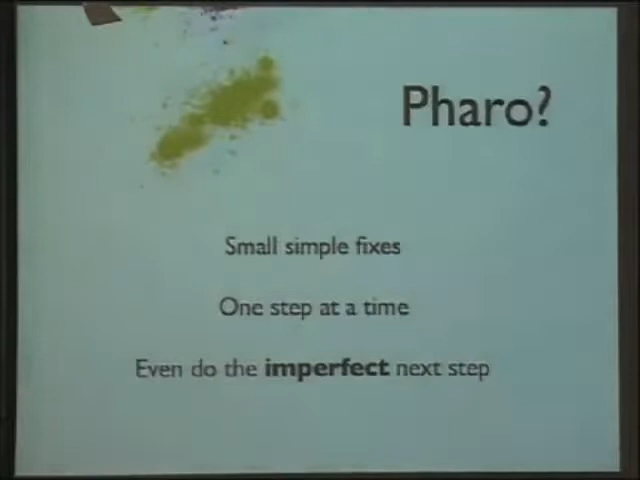 Pharo?
Small simple fixes
One step at a time
Even do the imperfect next step